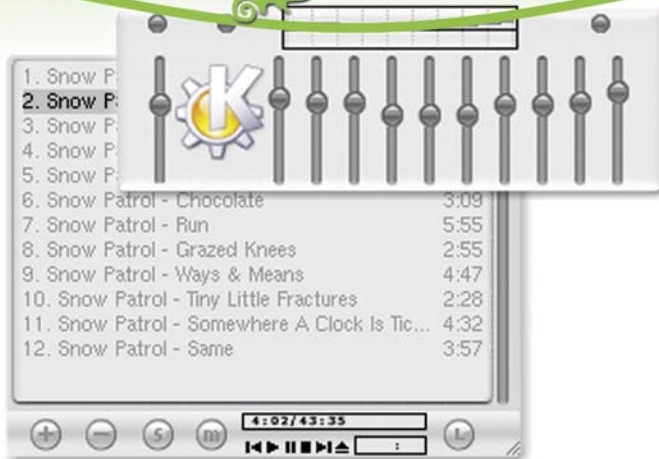 1. Snow P
2. Snow P
3. Snow P
4. Snow P
5. Snow P
6. Snow Patrol - Chocolate 3:09
7. Snow Patrol - Run 5:55
8. Snow Patrol - Grazed Knees 2:55
9. Snow Patrol - Ways & Means 4:47
10. Snow Patrol - Tiny Little Fractures 2:28
11. Snow Patrol - Somewhere A Clock Is Tic... 4:32
12. Snow Patrol - Same 3:57
K
+ - S m 4:02/43:35 L
: